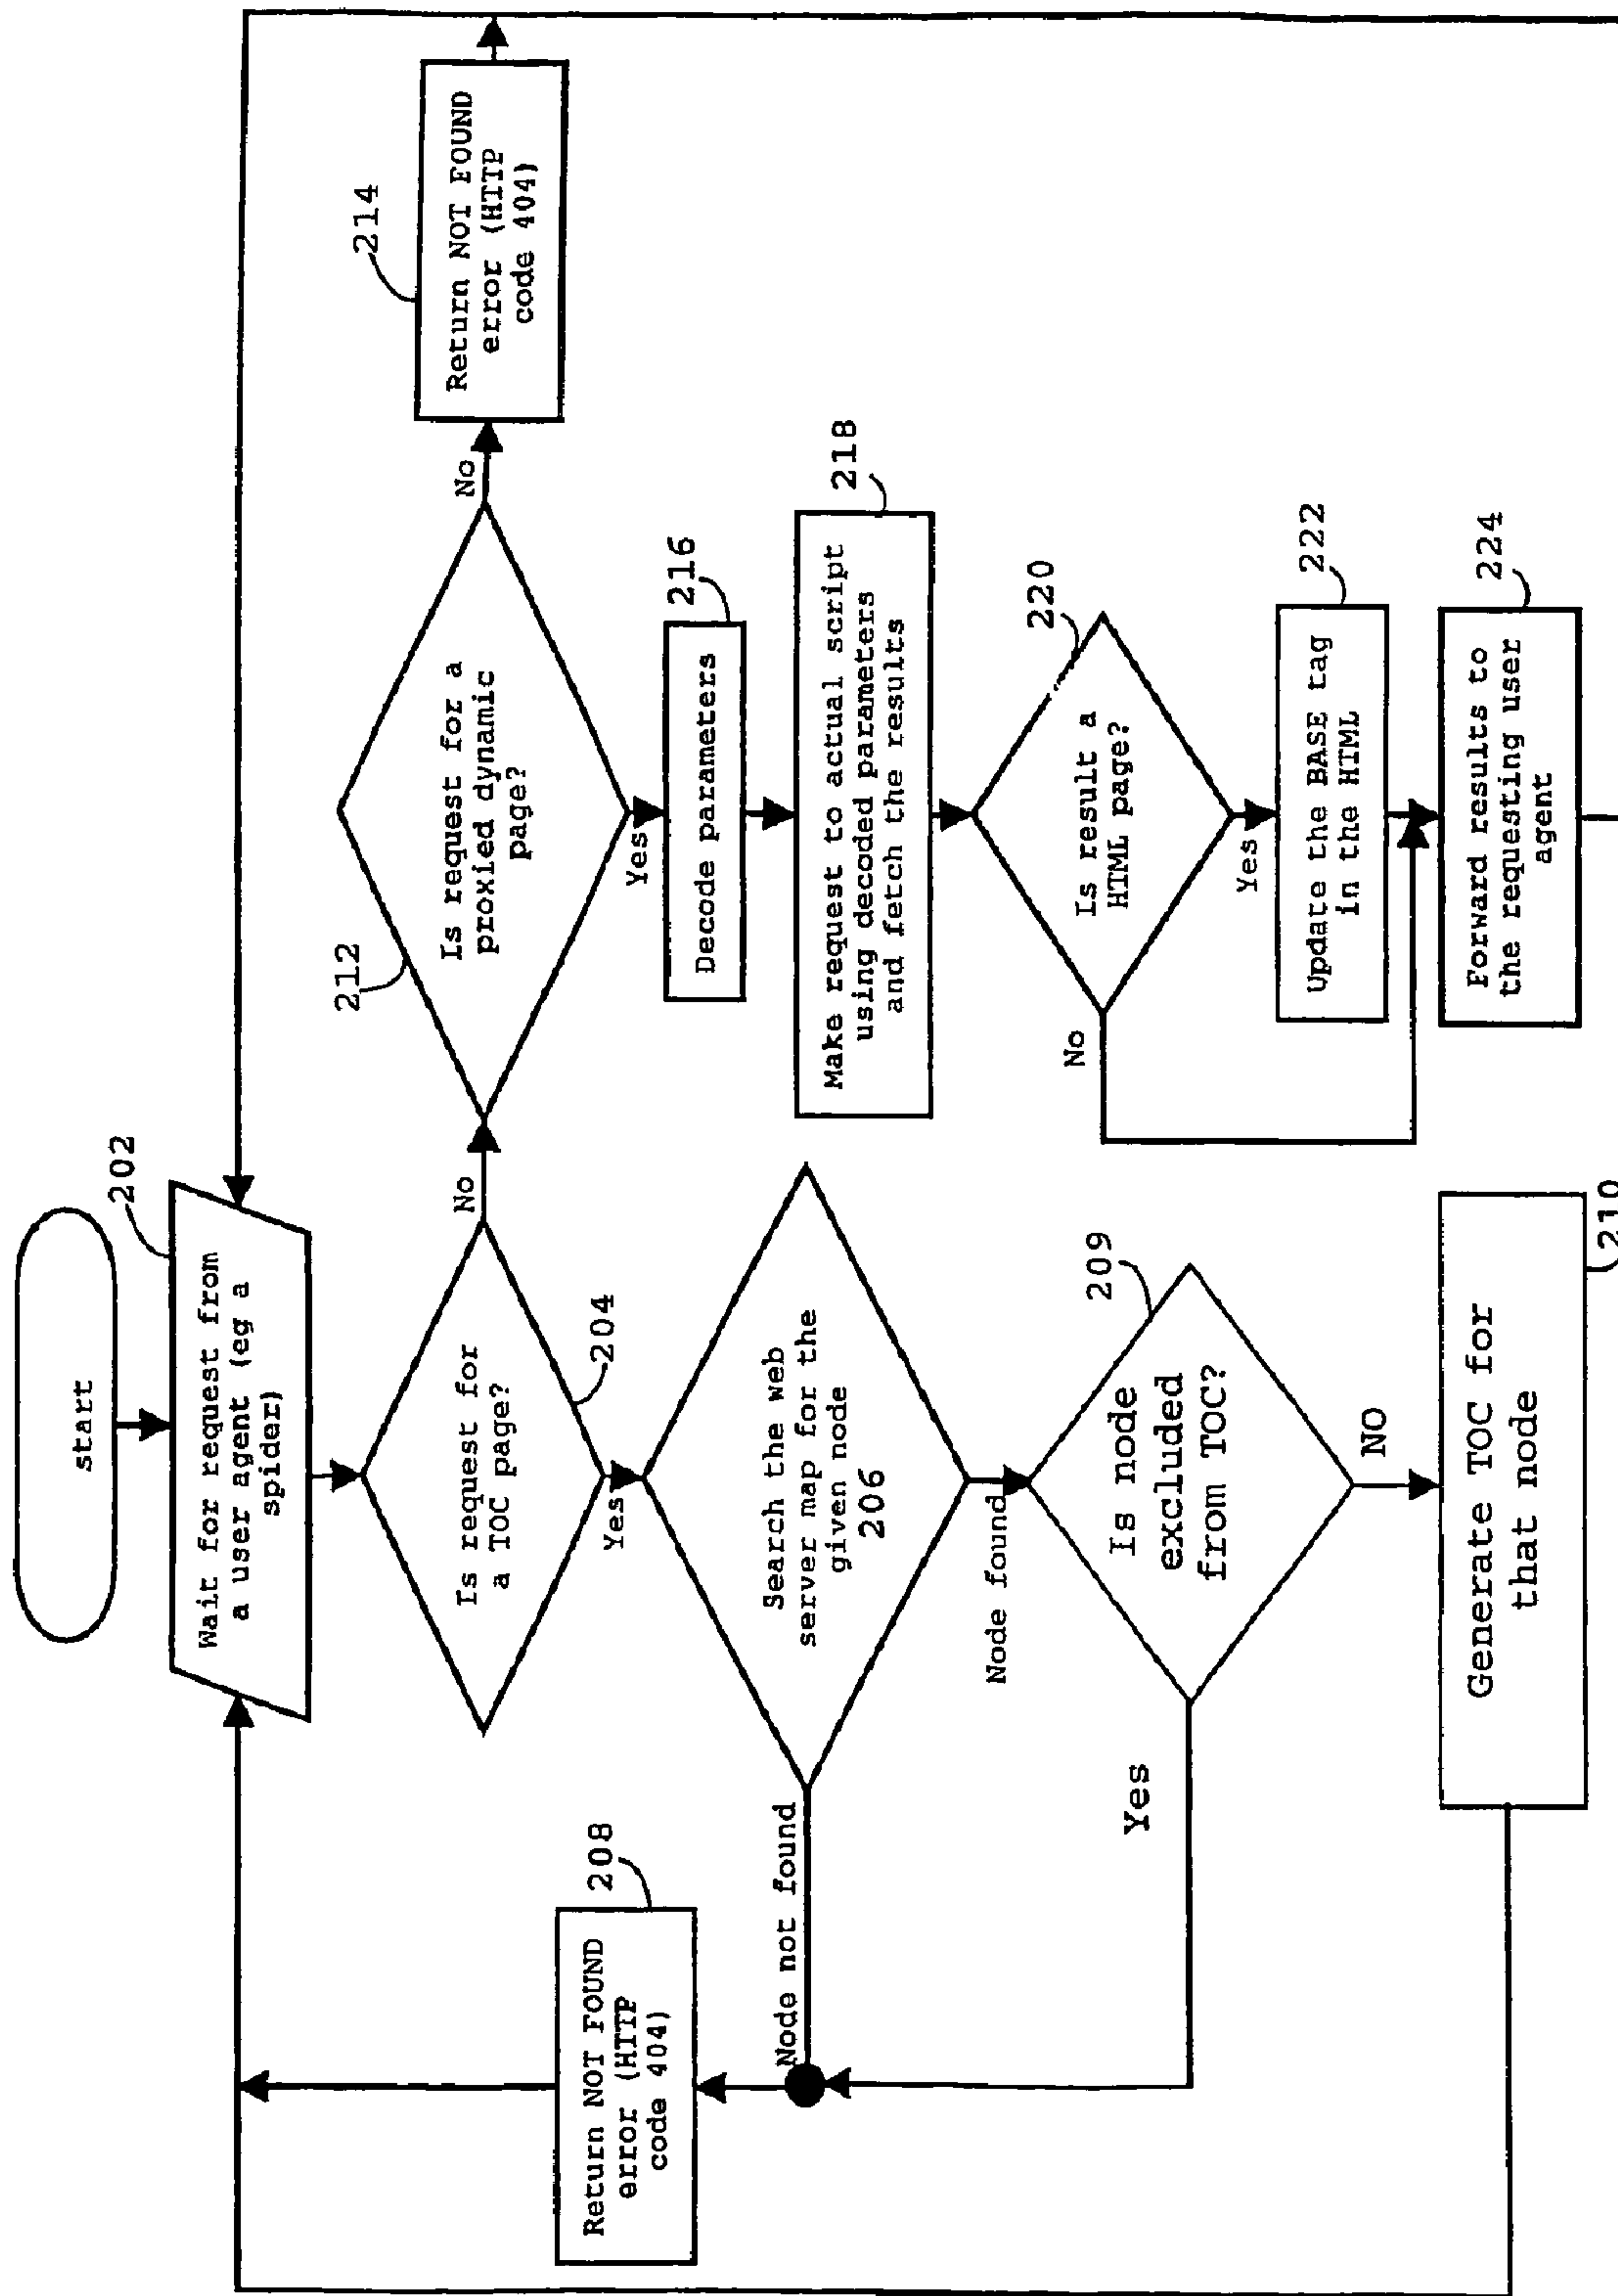 start
202
Wait for request from
a user agent (eg a
spider)
Is request for
a TOC page?
204
No
Yes
Search the web
server map for the
given node
206
Node not found
Node found
208
Return NOT FOUND
error (HTTP
code 404)
209
Is node
excluded
from TOC?
Yes
NO
Generate TOC for
that node
210
212
Is request for a
proxied dynamic
page?
No
Yes
214
Return NOT FOUND
error (HTTP
code 404)
216
Decode parameters
218
Make request to actual script
using decoded parameters
and fetch the results
220
Is result a
HTML page?
No
Yes
222
Update the BASE tag
in the HTML
224
Forward results to
the requesting user
agent